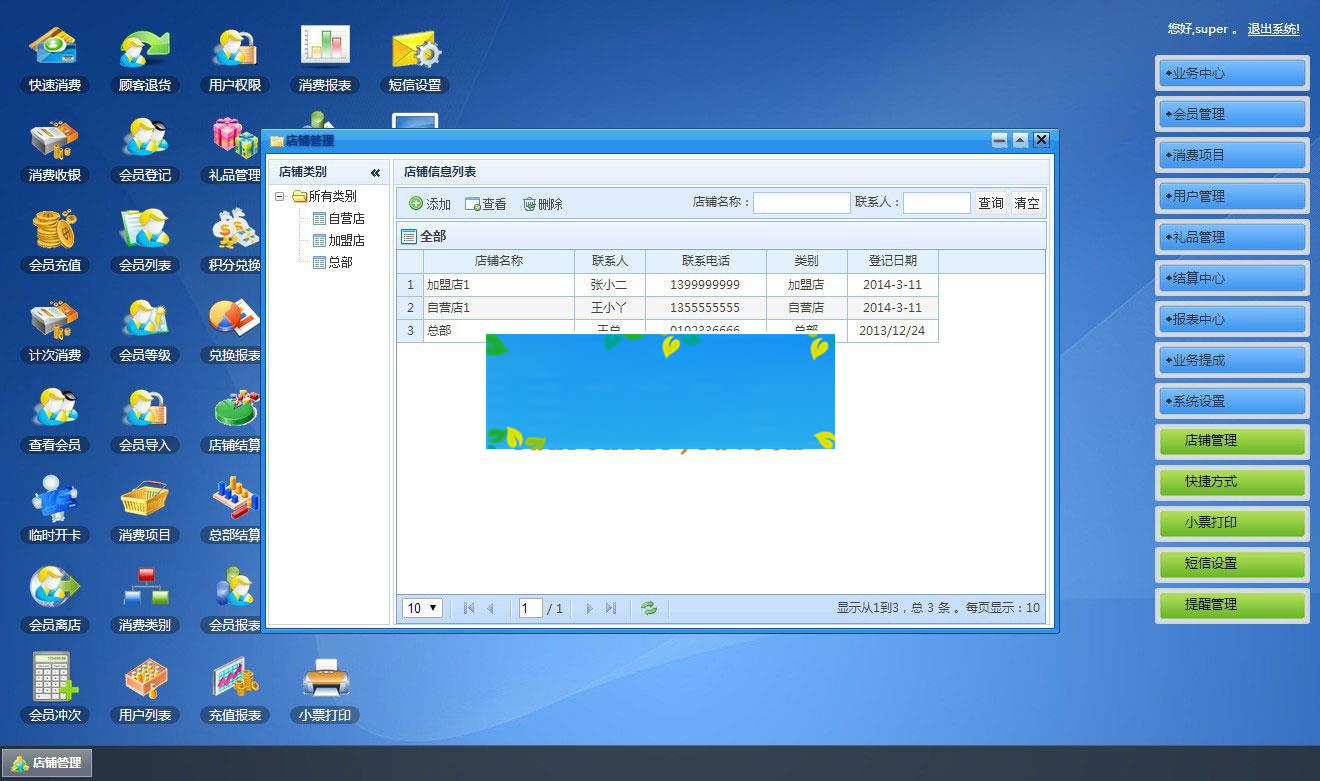 您好,super 。 退出系统!
快速消费
顾客退货
用户权限
消费报表
短信设置
消费收银
会员登记
礼品管理
会员充值
会员列表
积分兑换
计次消费
会员等级
兑换报表
查看会员
会员导入
店铺结算
临时开卡
消费项目
总部结算
会员离店
消费类别
会员报表
会员冲次
用户列表
充值报表
小票打印
店铺管理
店铺类别 «
所有类别
自营店
加盟店
总部
店铺信息列表
添加 查看 删除 店铺名称: 联系人: 查询 清空
全部
店铺名称 联系人 联系电话 类别 登记日期
1 加盟店1 张小二 1399999999 加盟店 2014-3-11
2 自营店1 王小丫 1355555555 自营店 2014-3-11
3 总部 王总 0102336666 总部 2013/12/24
10 1 / 1 显示从1到3，总 3 条 。每页显示：10
业务中心
会员管理
消费项目
用户管理
礼品管理
结算中心
报表中心
业务提成
系统设置
店铺管理
快捷方式
小票打印
短信设置
提醒管理
店铺管理